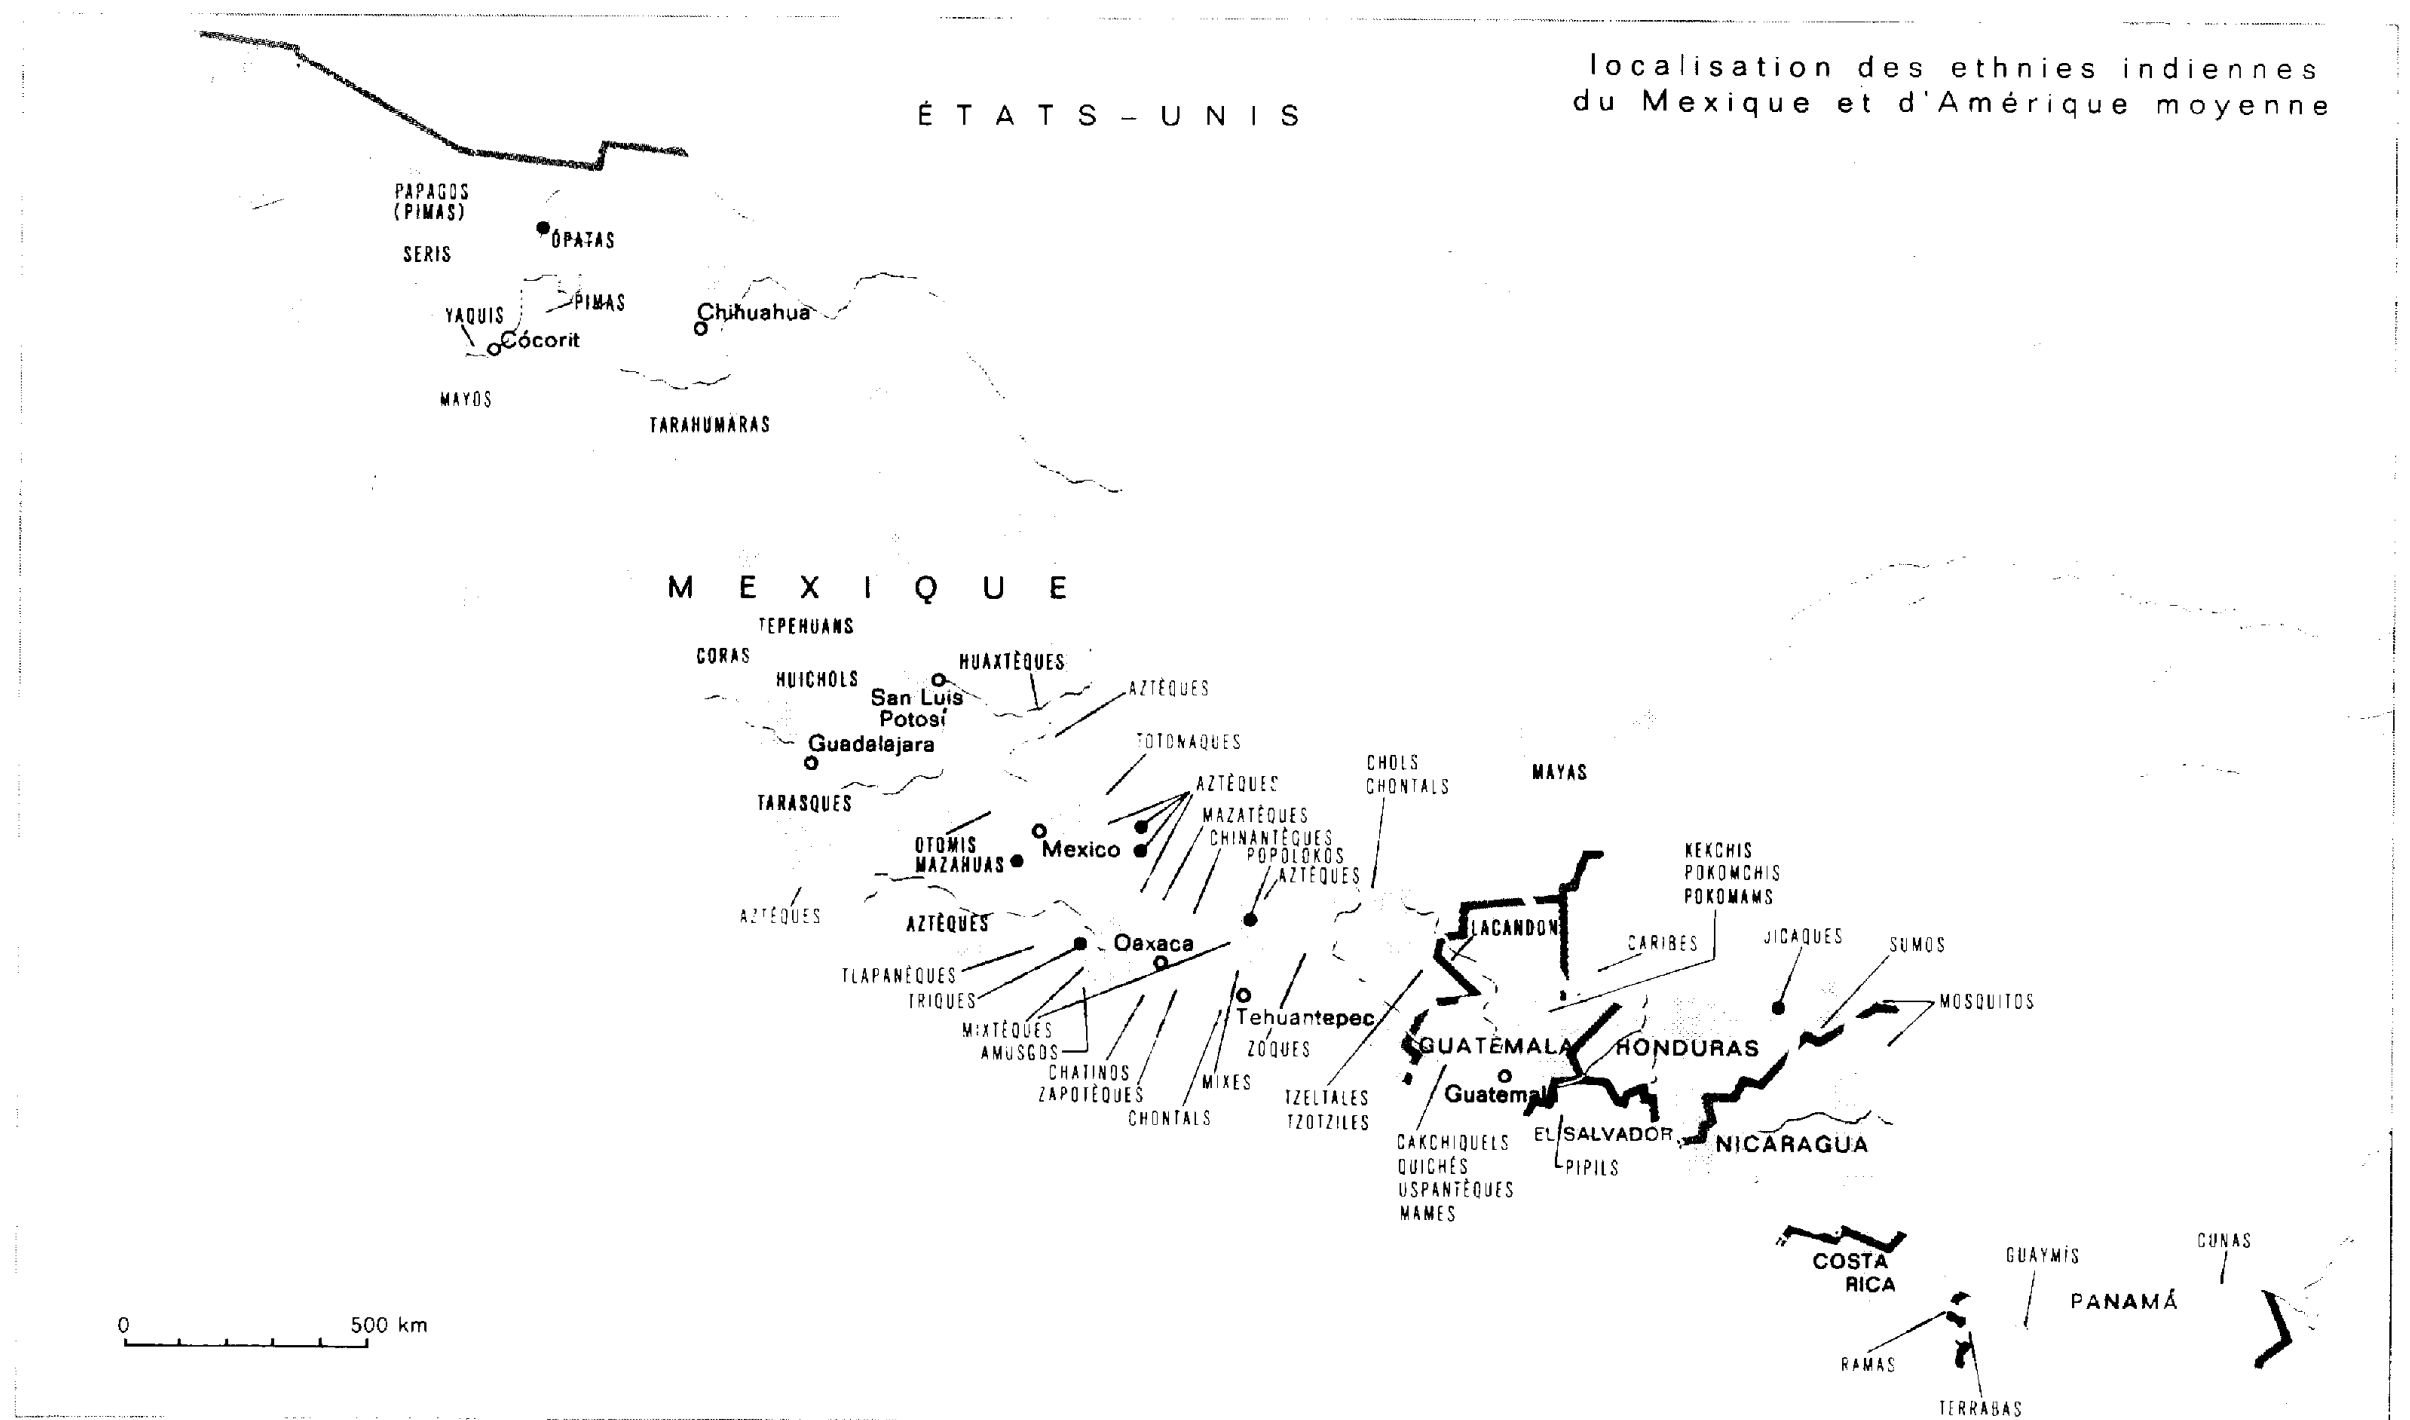 localisation des ethnies indiennes
du Mexique et d'Amérique moyenne
ÉTATS-UNIS
PAPAGOS
(PIMAS)
ÓPATAS
SERIS
PIMAS
YAQUIS
Cócorit
Chihuahua
MAYOS
TARAHUMARAS
MEXIQUE
TEPEHUANS
CORAS
HUICHOLS
HUAXTÈQUES
San Luis
Potosí
AZTÈQUES
Guadalajara
TOTONAQUES
TARASQUES
AZTÈQUES
CHOLS
CHONTALS
MAYAS
MAZATÈQUES
CHINANTÈQUES
POPOLOKOS
AZTÈQUES
OTOMIS
MAZAHUAS
Mexico
KEKCHIS
POKOMCHIS
POKOMAMS
AZTÈQUES
AZTÈQUES
Oaxaca
LACANDON
CARIBES
JICAQUES
SUMOS
TLAPANÈQUES
TRIQUES
MIXTÈQUES
AMUSGOS
CHATINOS
ZAPOTÈQUES
CHONTALS
MIXES
Tehuantepec
ZOQUES
TZELTALES
TZOTZILES
MOSQUITOS
GUATEMALA
HONDURAS
Guatemal
CAKCHIQUELS
QUICHÉS
USPANTÈQUES
MAMES
EL SALVADOR
PIPILS
NICARAGUA
COSTA
RICA
GUAYMÍS
CUNAS
PANAMÁ
RAMAS
TERRABAS
0 500 km